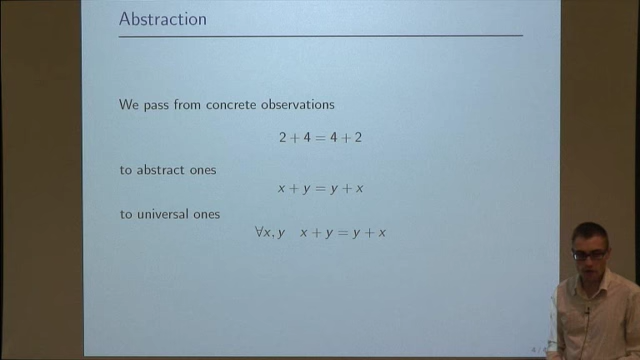 Abstraction
We pass from concrete observations
2 + 4 = 4 + 2
to abstract ones
x + y = y + x
to universal ones
∀x, y x + y = y + x